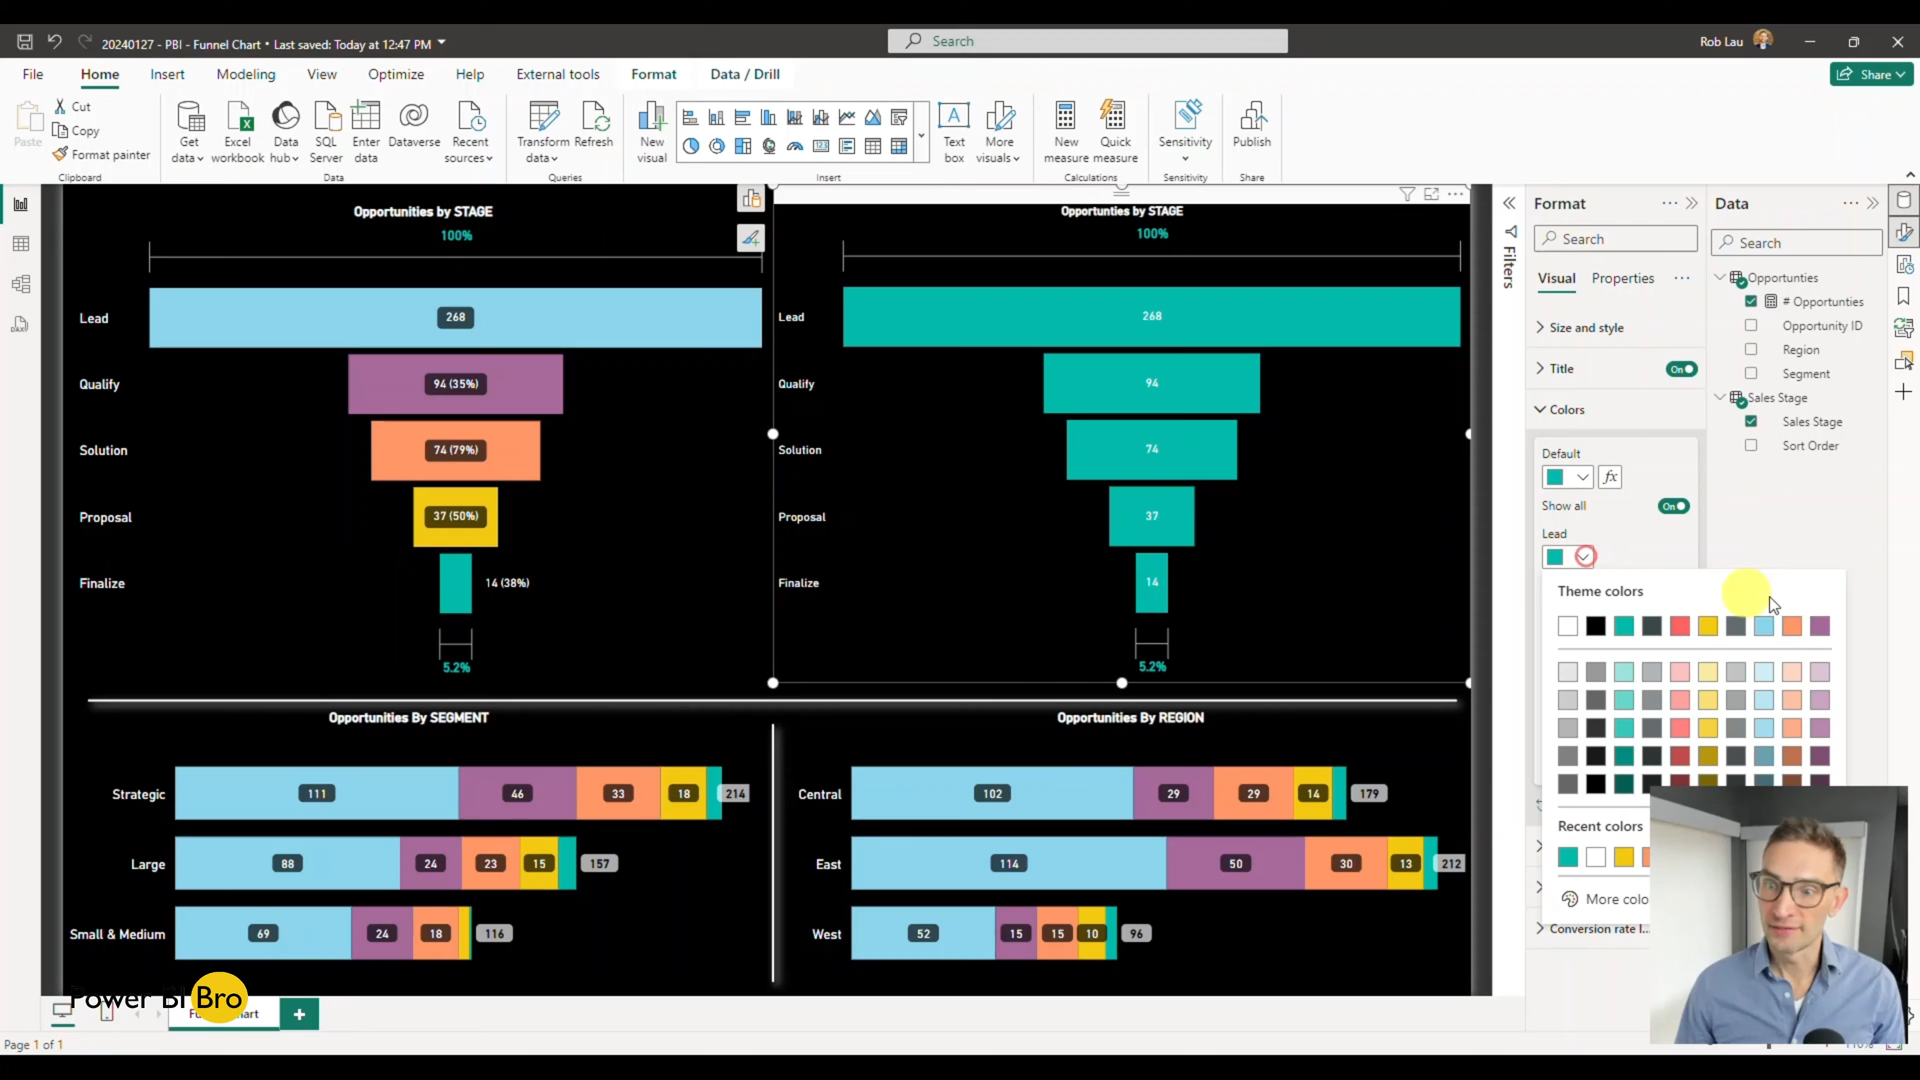 20240127 - PBI - Funnel Chart • Last saved: Today at 12:47 PM
Search
Rob Lau
File
Home
Insert
Modeling
View
Optimize
Help
External tools
Format
Data / Drill
Share
Paste
Cut
Copy
Format painter
Clipboard
Get data
Excel workbook
Data hub
SQL Server
Enter data
Dataverse
Recent sources
Data
Transform data
Refresh
Queries
New visual
Text box
More visuals
Insert
New measure
Quick measure
Calculations
Sensitivity
Sensitivity
Publish
Share
Opportunities by STAGE
100%
Lead
268
Qualify
94 (35%)
Solution
74 (79%)
Proposal
37 (50%)
Finalize
14 (38%)
5.2%
Opportunities by STAGE
100%
Lead
268
Qualify
94
Solution
74
Proposal
37
Finalize
14
5.2%
Opportunities By SEGMENT
Strategic
111
46
33
18
214
Large
88
24
23
15
157
Small & Medium
69
24
18
116
Opportunities By REGION
Central
102
29
29
14
179
East
114
50
30
13
212
West
52
15
15
10
96
Filters
Format
Search
Visual
Properties
Size and style
Title
On
Colors
Default
fx
Show all
On
Lead
Theme colors
Recent colors
More colo
Conversion rate l...
Data
Search
Opportunties
# Opportunties
Opportunity ID
Region
Segment
Sales Stage
Sales Stage
Sort Order
Power BI Bro
Page 1 of 1